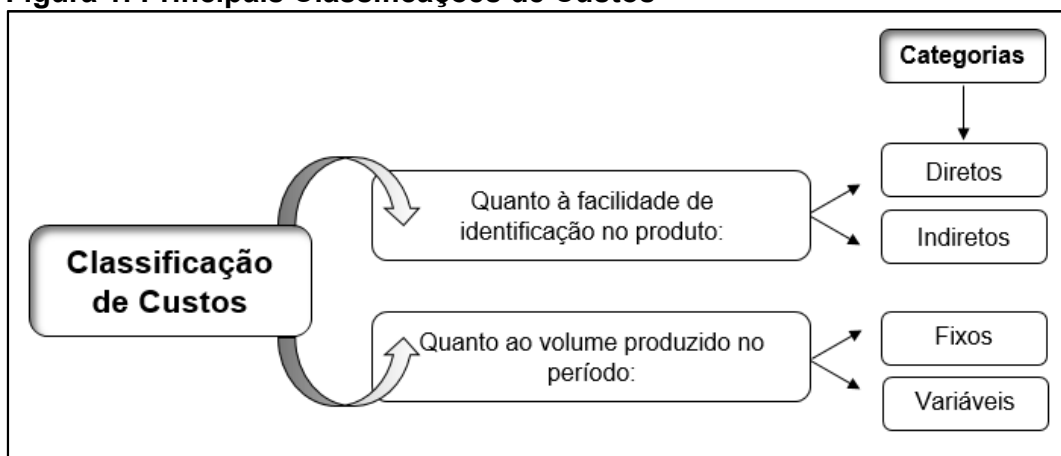 Figura 1. Principais Classificações de Custos
Categorias
Diretos
Quanto à facilidade de
identificação no produto:
Indiretos
Classificação
de Custos
Quanto ao volume produzido no
período:
Fixos
Variáveis